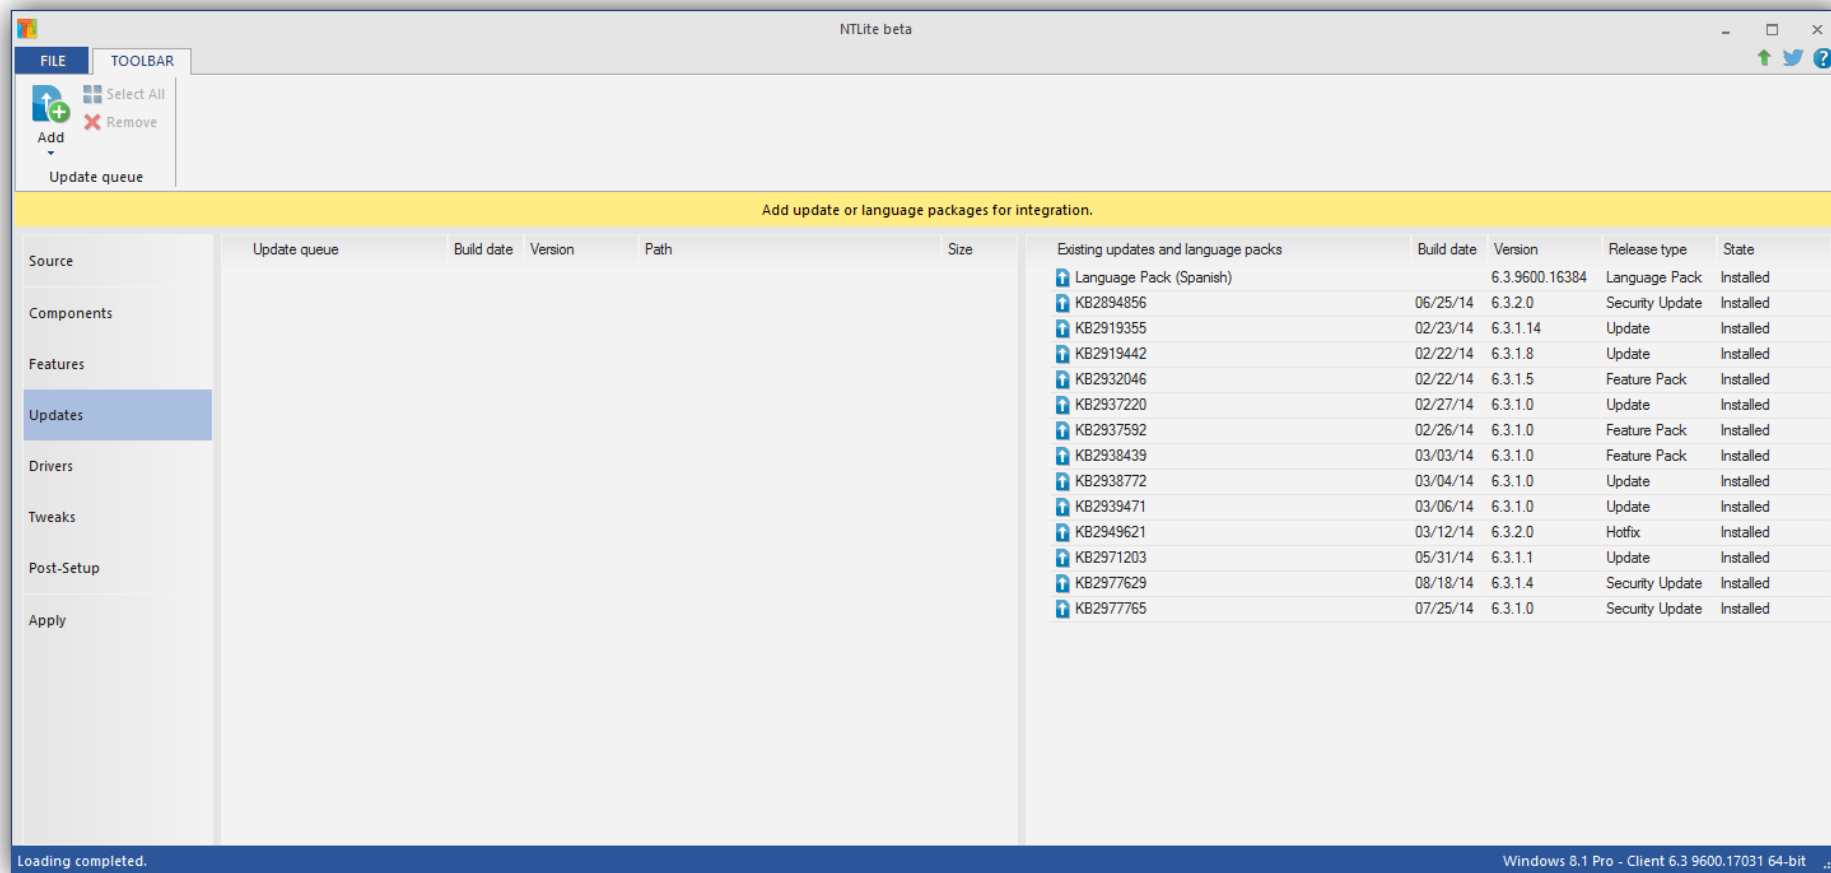 NTLite beta
FILE TOOLBAR
Select All
Remove
Add
Update queue
Add update or language packages for integration.
Source
Components
Features
Updates
Drivers
Tweaks
Post-Setup
Apply
Update queue Build date Version Path Size
Existing updates and language packs Build date Version Release type State
Language Pack (Spanish) 6.3.9600.16384 Language Pack Installed
KB2894856 06/25/14 6.3.2.0 Security Update Installed
KB2919355 02/23/14 6.3.1.14 Update Installed
KB2919442 02/22/14 6.3.1.8 Update Installed
KB2932046 02/22/14 6.3.1.5 Feature Pack Installed
KB2937220 02/27/14 6.3.1.0 Update Installed
KB2937592 02/26/14 6.3.1.0 Feature Pack Installed
KB2938439 03/03/14 6.3.1.0 Feature Pack Installed
KB2938772 03/04/14 6.3.1.0 Update Installed
KB2939471 03/06/14 6.3.1.0 Update Installed
KB2949621 03/12/14 6.3.2.0 Hotfix Installed
KB2971203 05/31/14 6.3.1.1 Update Installed
KB2977629 08/18/14 6.3.1.4 Security Update Installed
KB2977765 07/25/14 6.3.1.0 Security Update Installed
Loading completed.
Windows 8.1 Pro - Client 6.3 9600.17031 64-bit